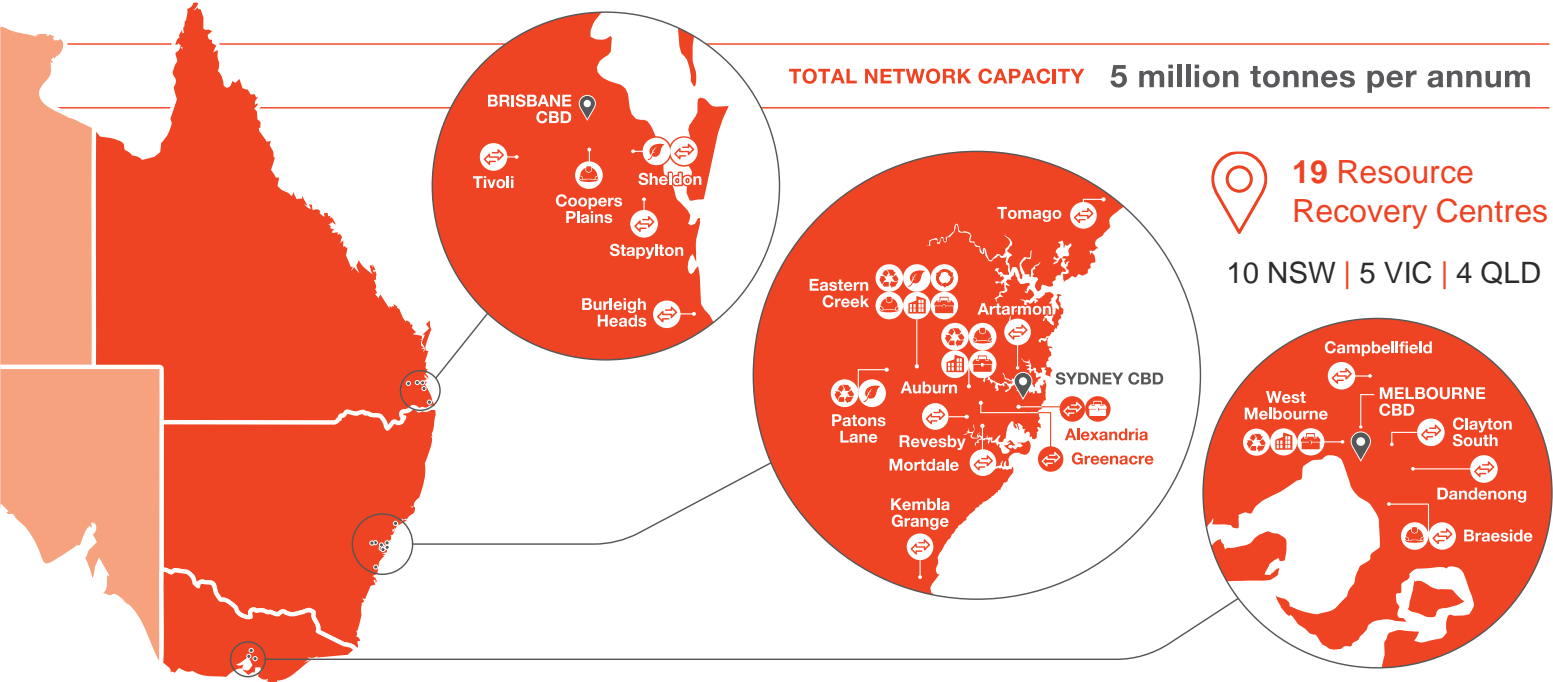 TOTAL NETWORK CAPACITY 5 million tonnes per annum
19 Resource
Recovery Centres
10 NSW | 5 VIC | 4 QLD
BRISBANE
CBD
Tivoli
Coopers
Plains
Sheldon
Stapylton
Burleigh
Heads
Tomago
Eastern
Creek
Artarmon
Auburn
SYDNEY CBD
Patons
Lane
Revesby
Alexandria
Mortdale
Greenacre
Kembla
Grange
Campbellfield
West
Melbourne
MELBOURNE
CBD
Clayton
South
Dandenong
Braeside